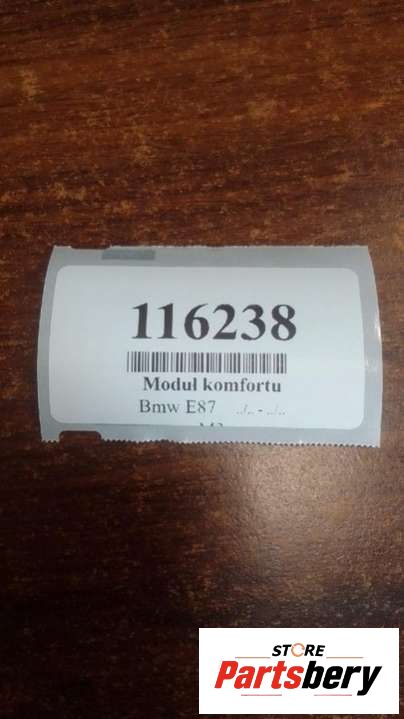 116238
Moduł komfortu
Bmw E87 ../.. - ../..
STORE
Partsbery